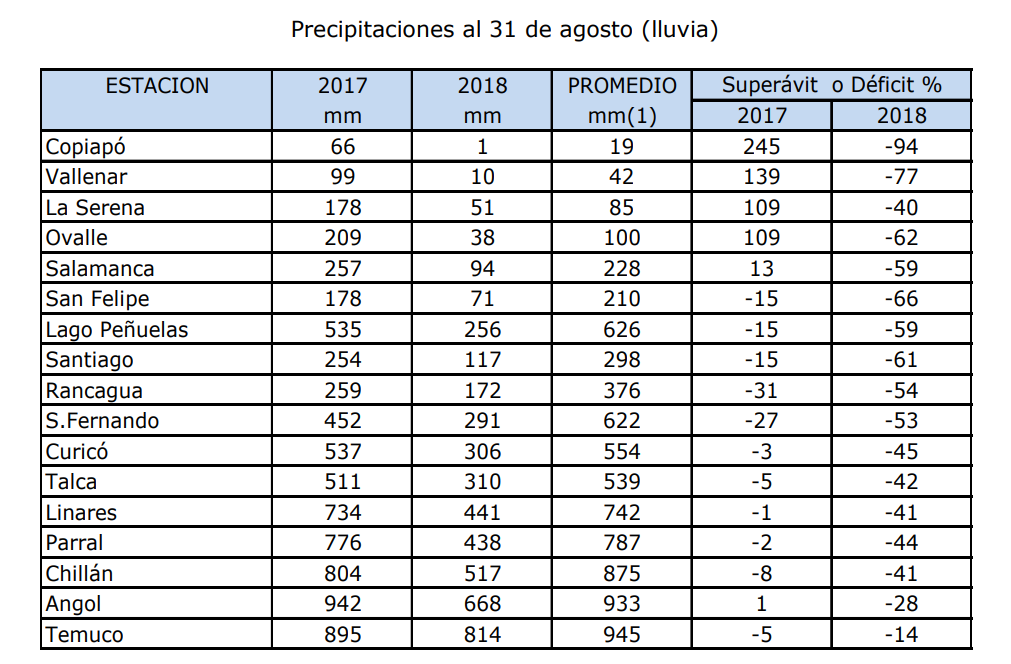 Precipitaciones al 31 de agosto (lluvia)
ESTACION 2017 2018 PROMEDIO Superávit o Déficit %
mm mm mm(1) 2017 2018
Copiapó 66 1 19 245 -94
Vallenar 99 10 42 139 -77
La Serena 178 51 85 109 -40
Ovalle 209 38 100 109 -62
Salamanca 257 94 228 13 -59
San Felipe 178 71 210 -15 -66
Lago Peñuelas 535 256 626 -15 -59
Santiago 254 117 298 -15 -61
Rancagua 259 172 376 -31 -54
S.Fernando 452 291 622 -27 -53
Curicó 537 306 554 -3 -45
Talca 511 310 539 -5 -42
Linares 734 441 742 -1 -41
Parral 776 438 787 -2 -44
Chillán 804 517 875 -8 -41
Angol 942 668 933 1 -28
Temuco 895 814 945 -5 -14